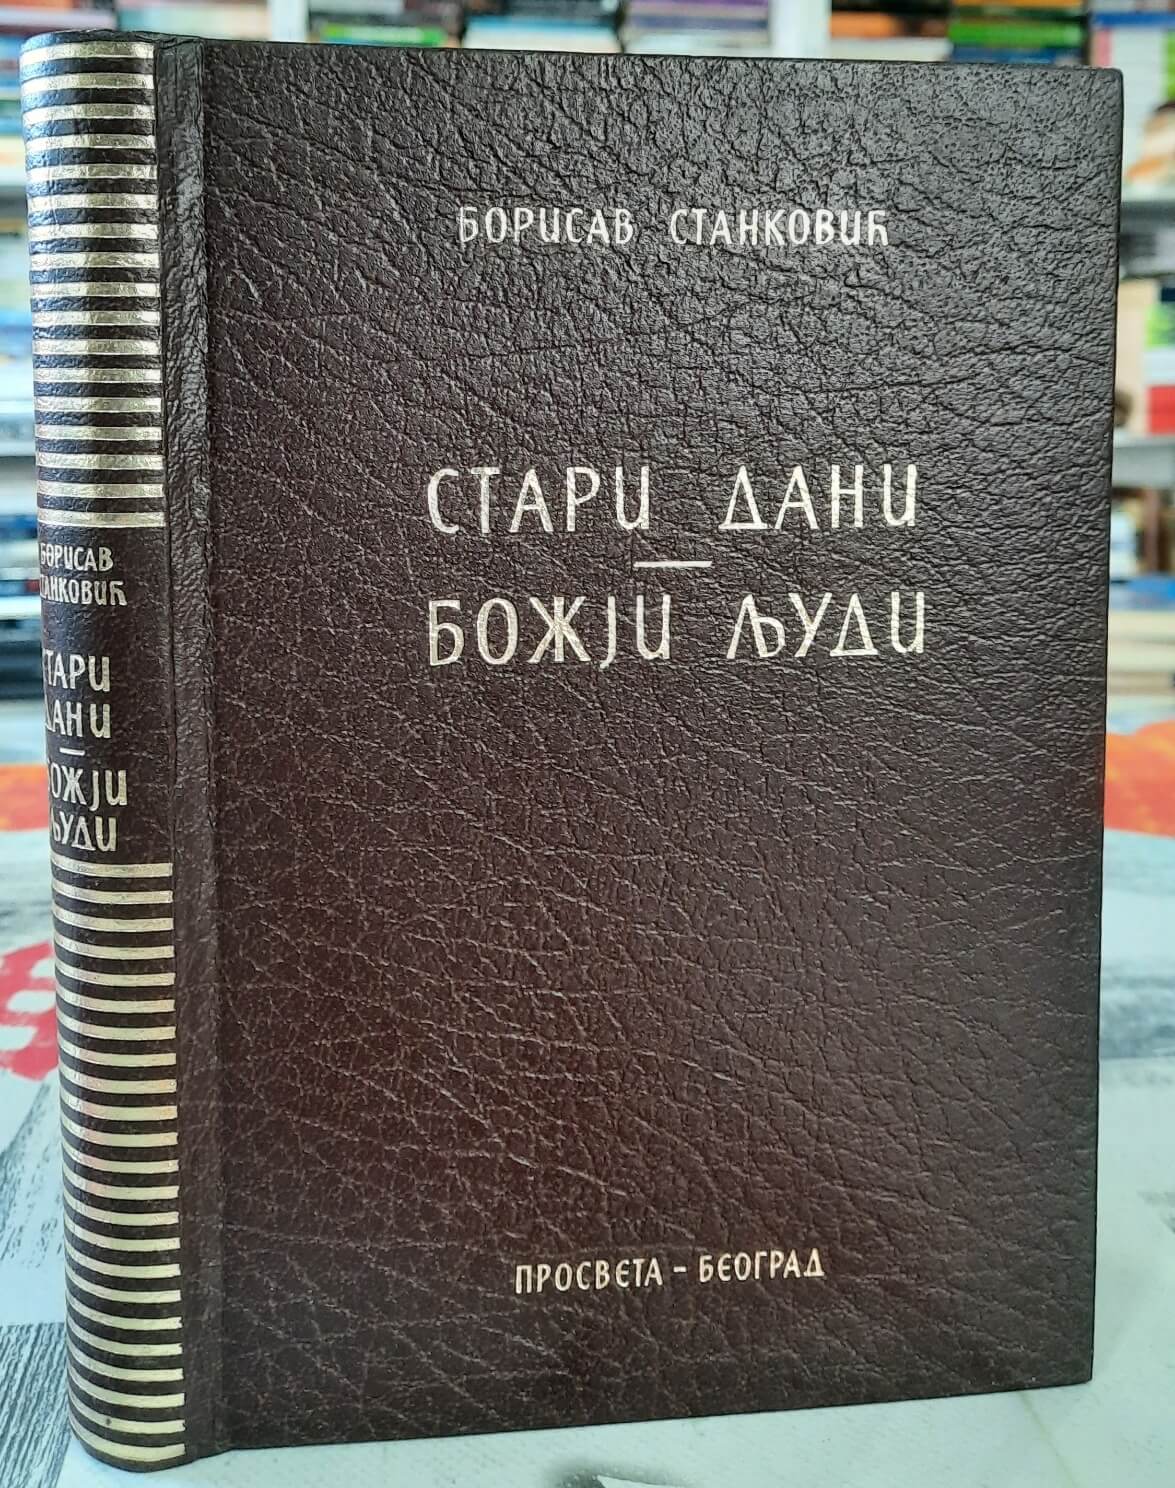 БОРИСАВ СТАНКОВИЋ
СТАРИ ДАНИ
—
БОЖЈИ ЉУДИ
ПРОСВЕТА - БЕОГРАД
БОРИСАВ
СТАНКОВИЋ
СТАРИ
ДАНИ
—
БОЖЈИ
ЉУДИ